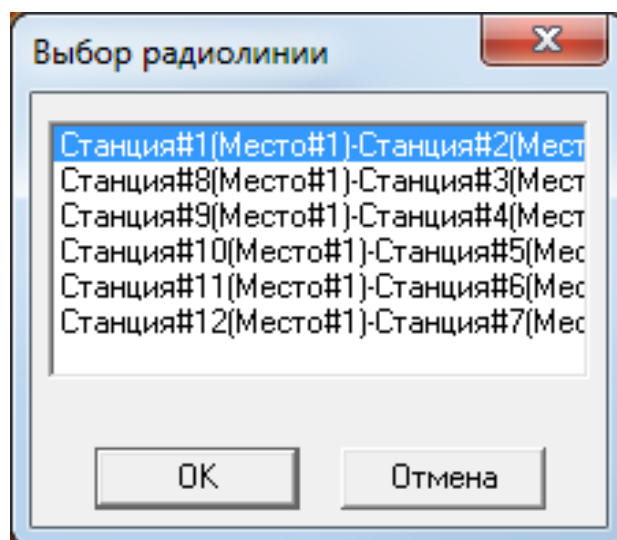 Выбор радиолинии
Станция#1(Место#1)-Станция#2(Мест
Станция#8(Место#1)-Станция#3(Мест
Станция#9(Место#1)-Станция#4(Мест
Станция#10(Место#1)-Станция#5(Мес
Станция#11(Место#1)-Станция#6(Мес
Станция#12(Место#1)-Станция#7(Мес
OK
Отмена